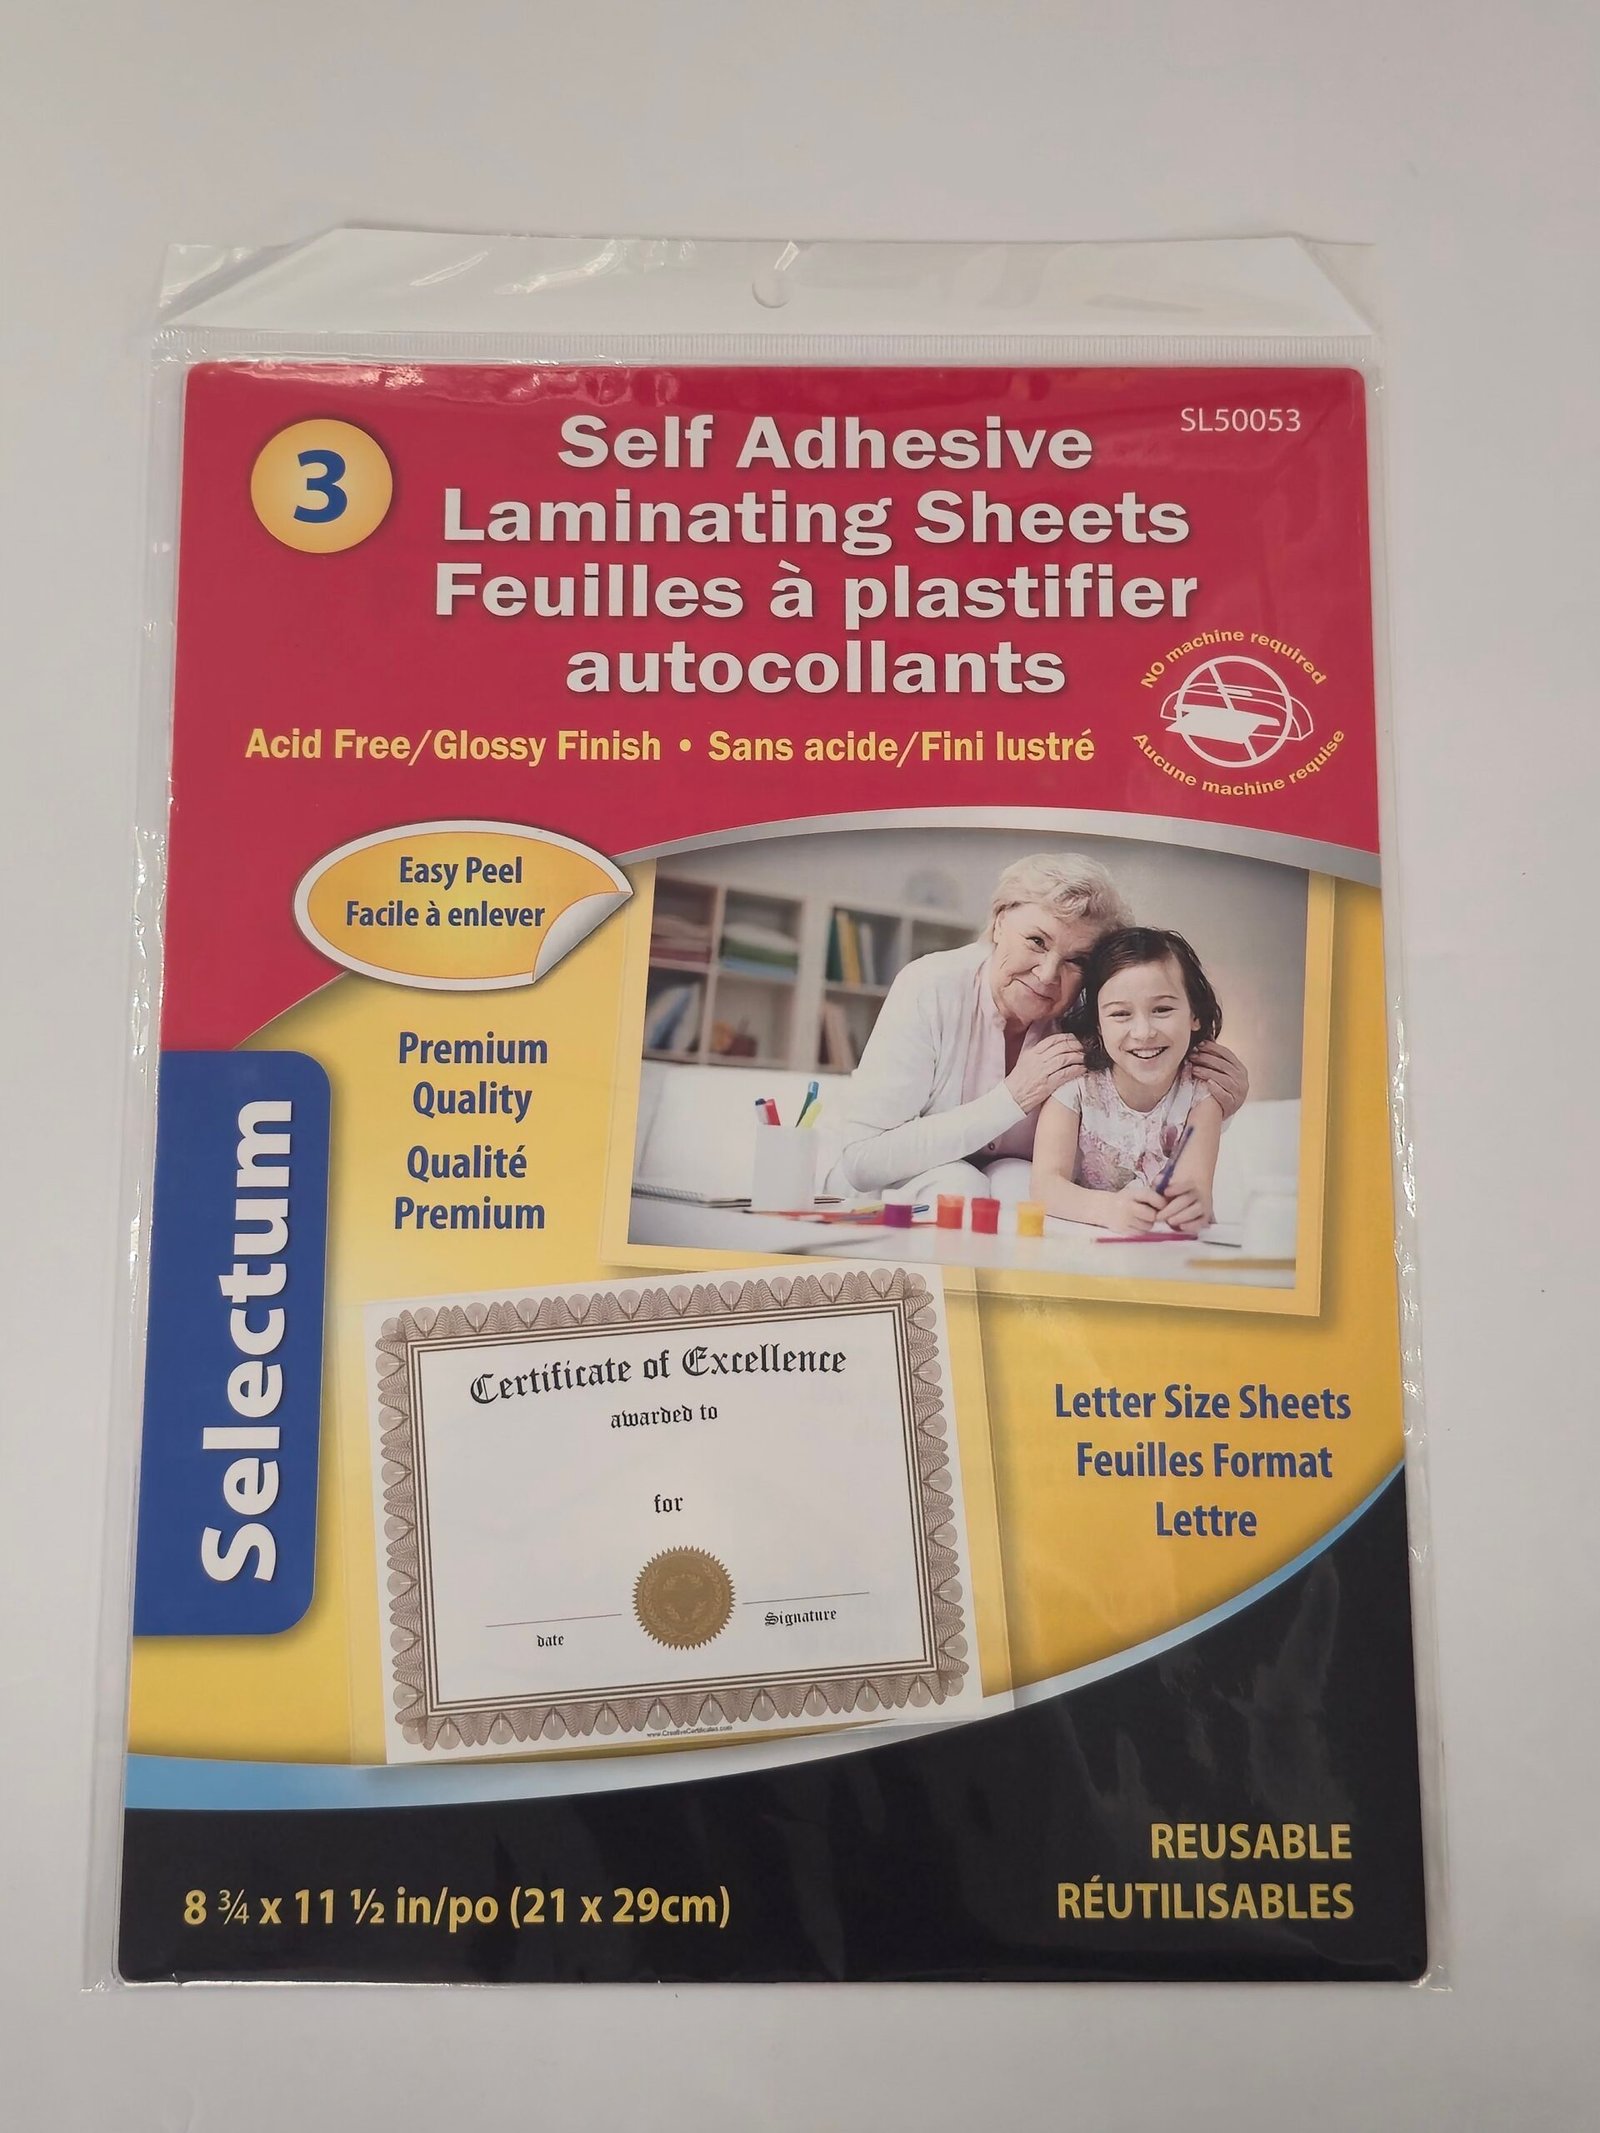 3
Self Adhesive
Laminating Sheets
Feuilles à plastifier
autocollants
SL50053
Acid Free/Glossy Finish • Sans acide/Fini lustré
NO machine required
Aucune machine requise
Easy Peel
Facile à enlever
Premium
Quality
Qualité
Premium
Selectum
Certificate of Excellence
awarded to
for
date
Signature
www.CreativeCertificates.com
Letter Size Sheets
Feuilles Format
Lettre
REUSABLE
RÉUTILISABLES
8 ¾ x 11 ½ in/po (21 x 29cm)